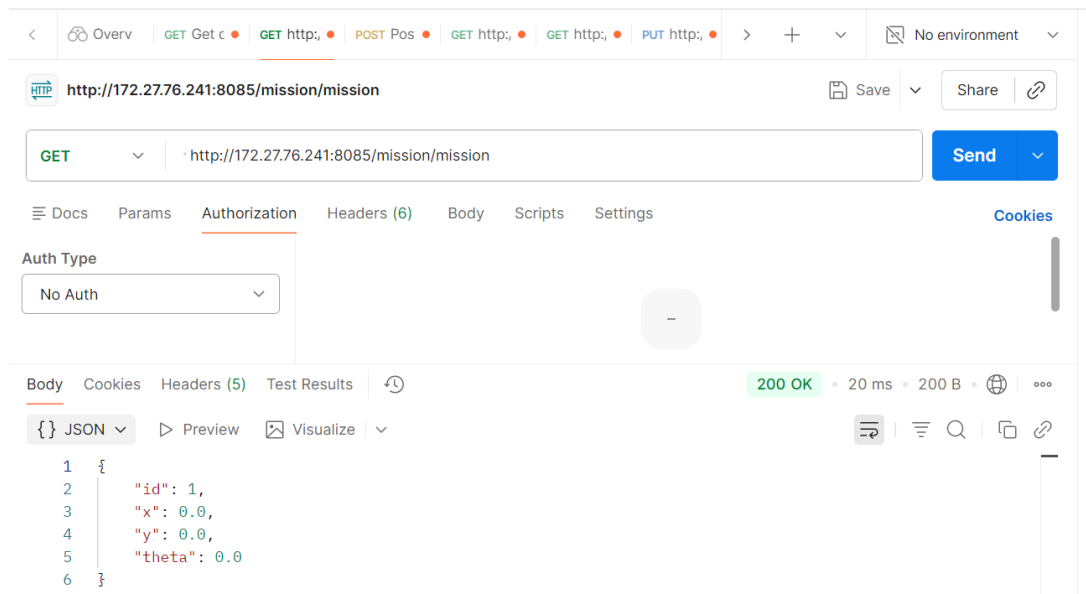 Overv GET Get c GET http:, POST Pos GET http:, GET http:, PUT http:, No environment
HTTP http://172.27.76.241:8085/mission/mission Save Share
GET http://172.27.76.241:8085/mission/mission Send
Docs Params Authorization Headers (6) Body Scripts Settings Cookies
Auth Type
No Auth
Body Cookies Headers (5) Test Results 200 OK 20 ms 200 B
{} JSON Preview Visualize
1 {
2 "id": 1,
3 "x": 0.0,
4 "y": 0.0,
5 "theta": 0.0
6 }